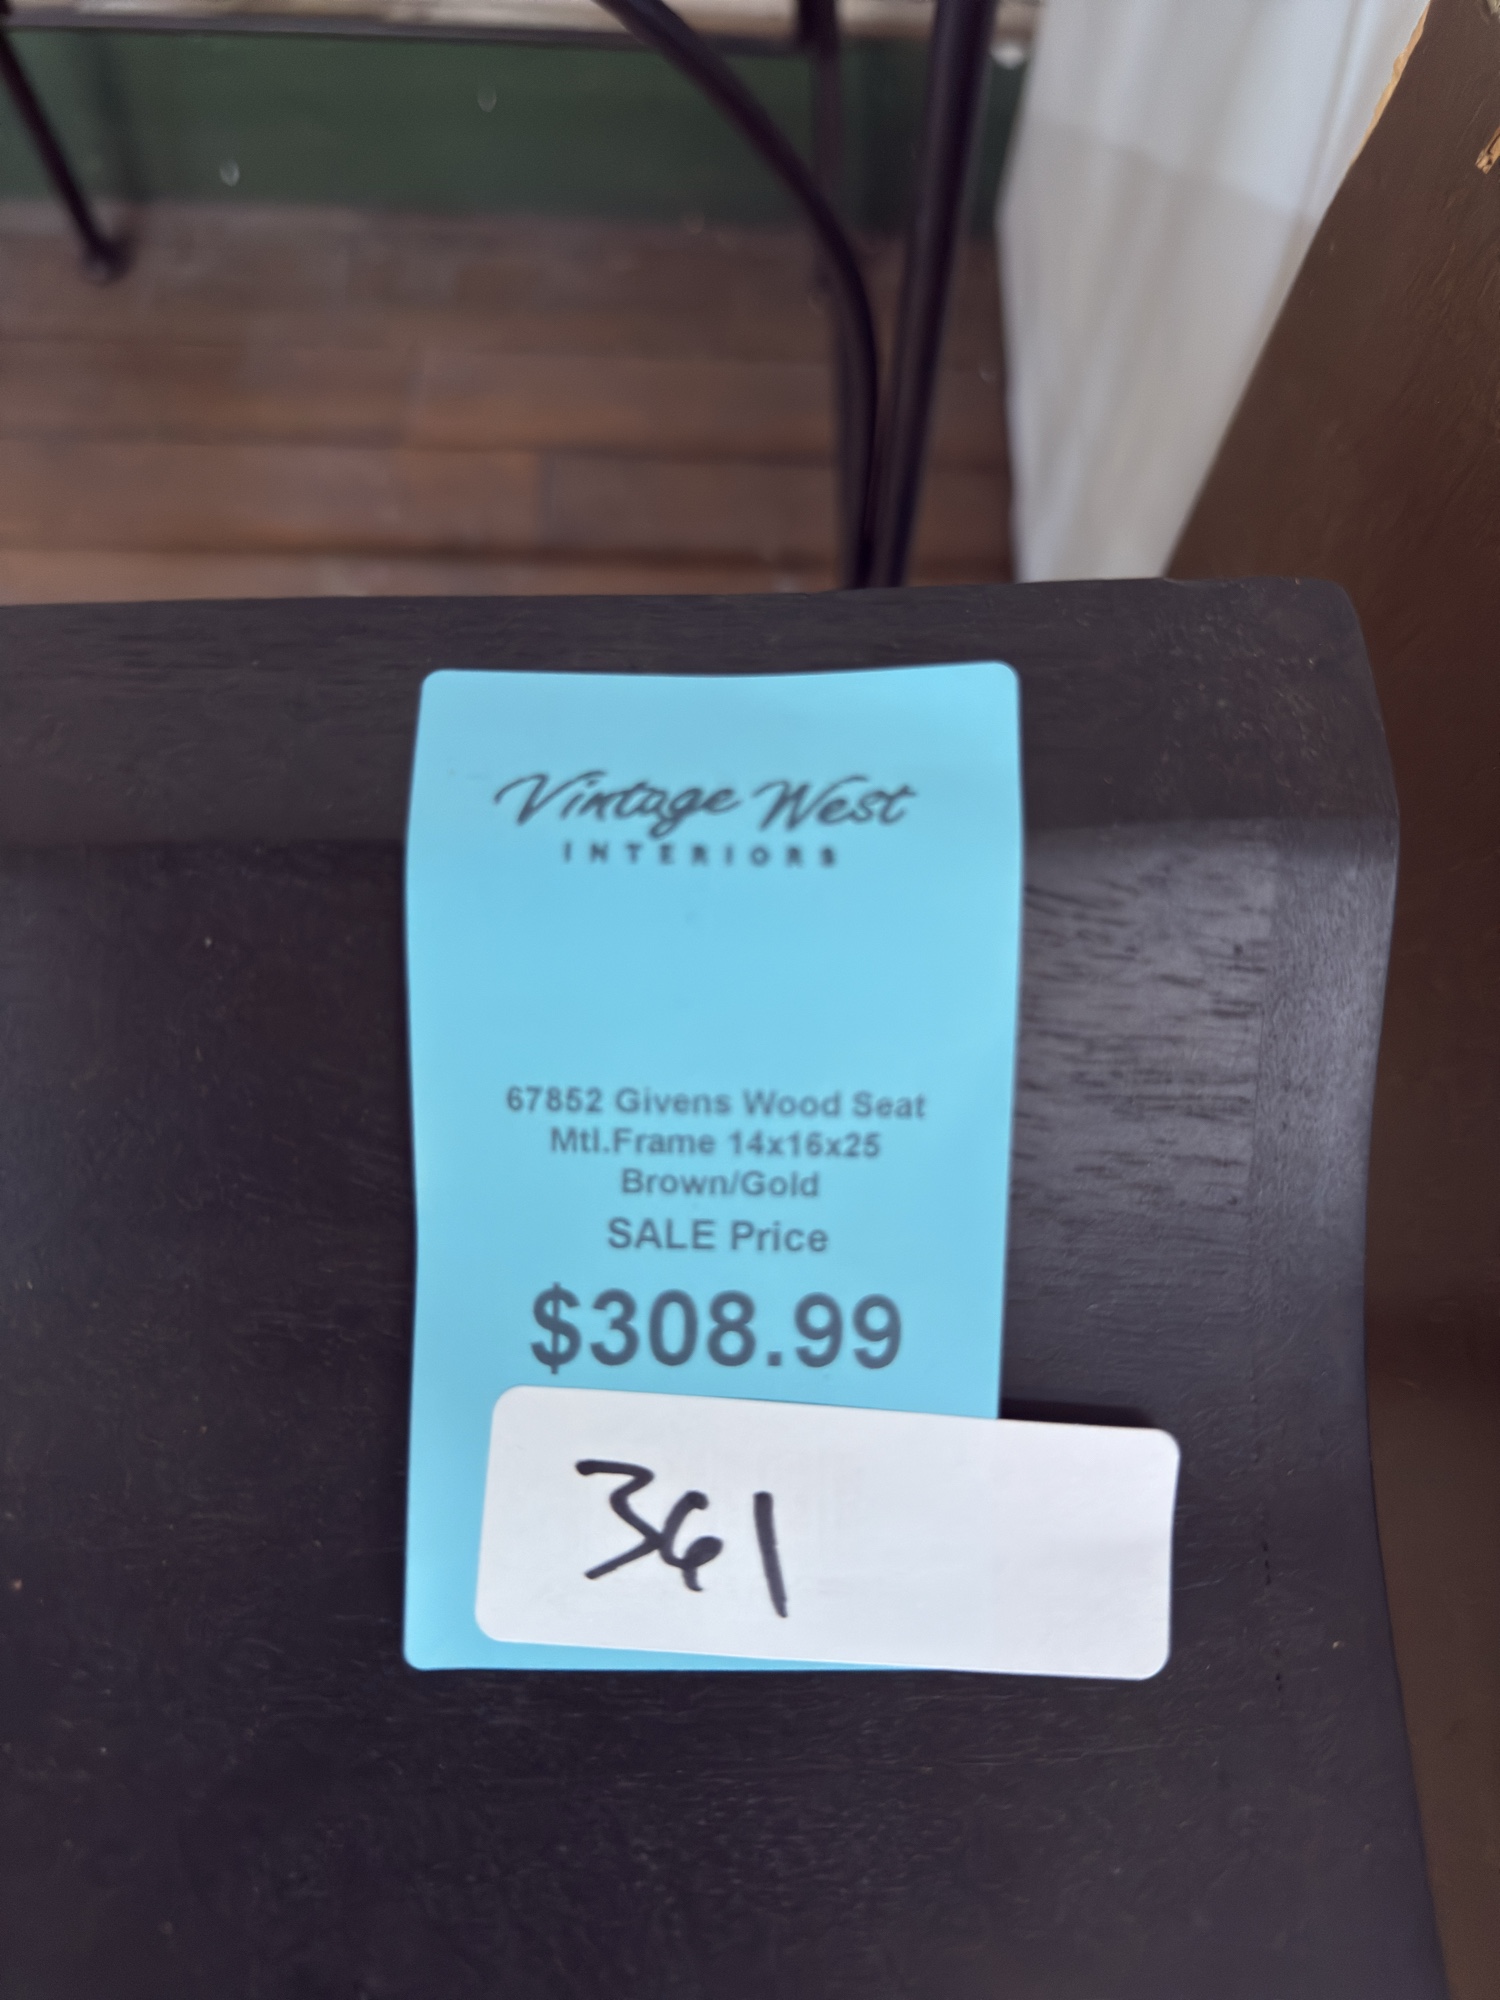 Vintage West
INTERIORS
67852 Givens Wood Seat
Mtl.Frame 14x16x25
Brown/Gold
SALE Price
$308.99
361